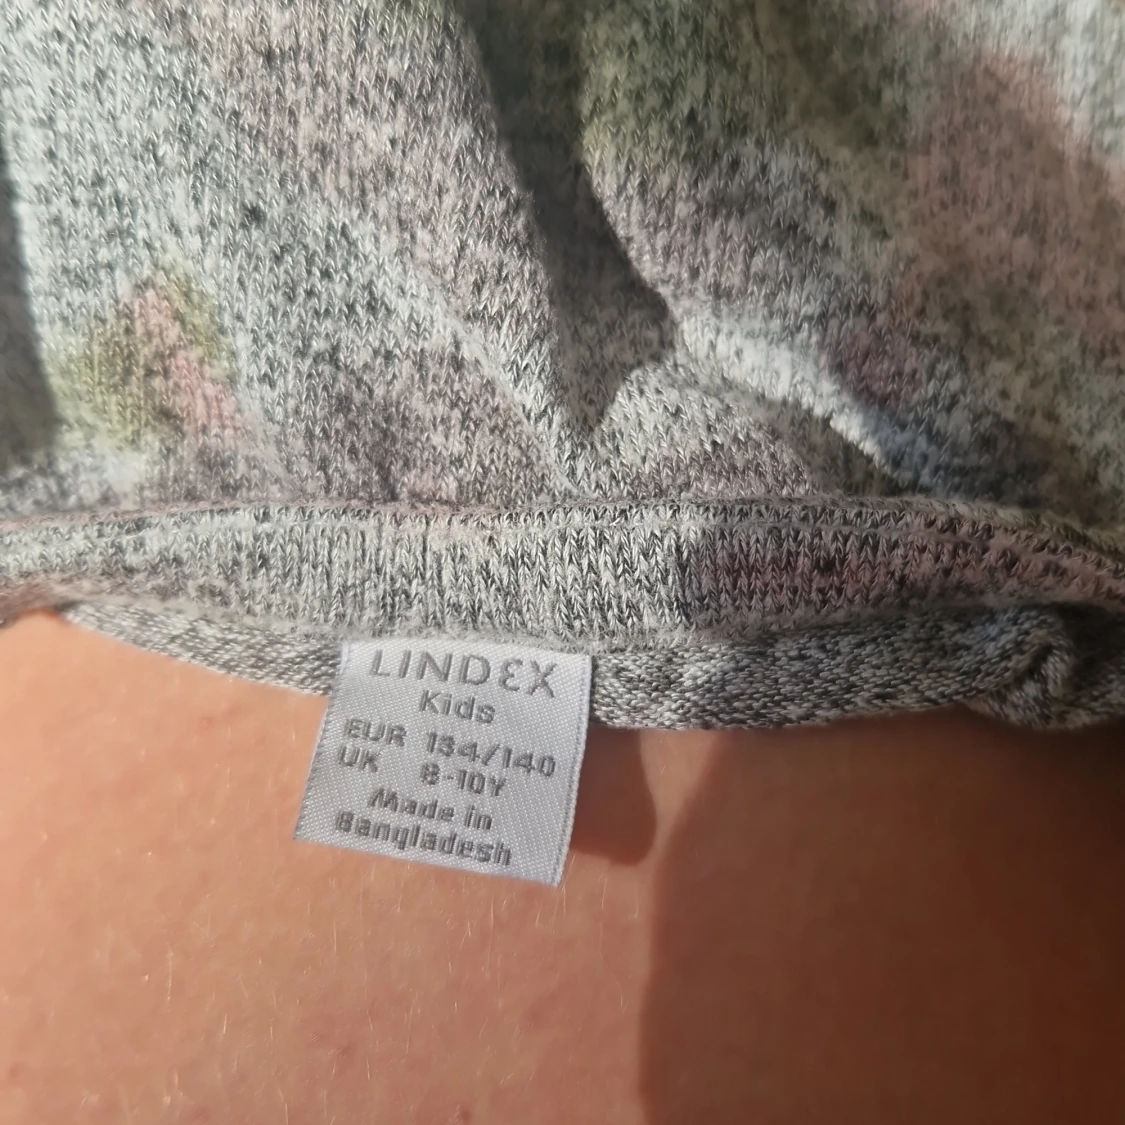 LINDEX
Kids
EUR 134/140
UK 8-10Y
Made in
Bangladesh